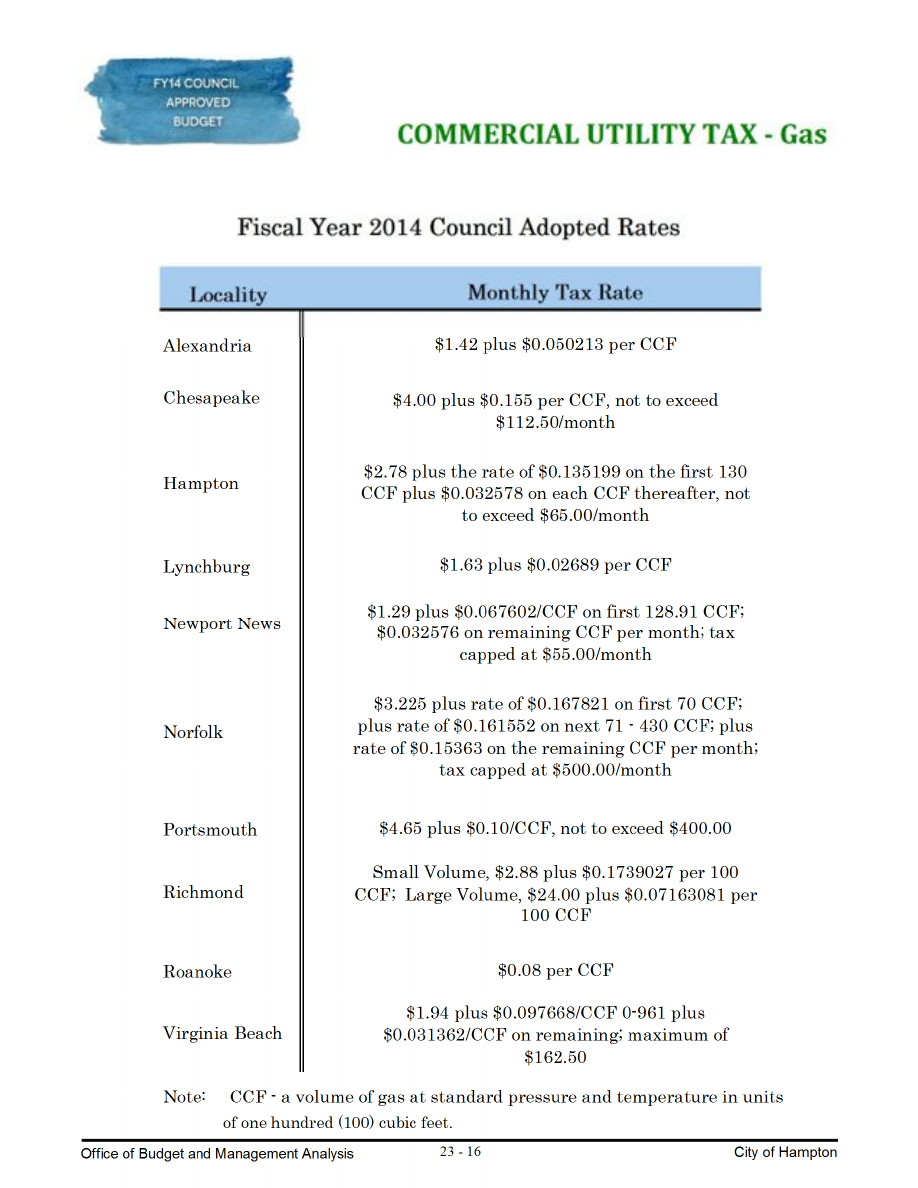 FY14 COUNCIL
APPROVED
BUDGET
COMMERCIAL UTILITY TAX - Gas
Fiscal Year 2014 Council Adopted Rates
Locality Monthly Tax Rate
Alexandria $1.42 plus $0.050213 per CCF
Chesapeake $4.00 plus $0.155 per CCF, not to exceed
$112.50/month
Hampton $2.78 plus the rate of $0.135199 on the first 130
CCF plus $0.032578 on each CCF thereafter, not
to exceed $65.00/month
Lynchburg $1.63 plus $0.02689 per CCF
Newport News $1.29 plus $0.067602/CCF on first 128.91 CCF;
$0.032576 on remaining CCF per month; tax
capped at $55.00/month
Norfolk $3.225 plus rate of $0.167821 on first 70 CCF;
plus rate of $0.161552 on next 71 - 430 CCF; plus
rate of $0.15363 on the remaining CCF per month;
tax capped at $500.00/month
Portsmouth $4.65 plus $0.10/CCF, not to exceed $400.00
Richmond Small Volume, $2.88 plus $0.1739027 per 100
CCF; Large Volume, $24.00 plus $0.07163081 per
100 CCF
Roanoke $0.08 per CCF
Virginia Beach $1.94 plus $0.097668/CCF 0-961 plus
$0.031362/CCF on remaining; maximum of
$162.50
Note: CCF - a volume of gas at standard pressure and temperature in units
of one hundred (100) cubic feet.
Office of Budget and Management Analysis 23 - 16 City of Hampton